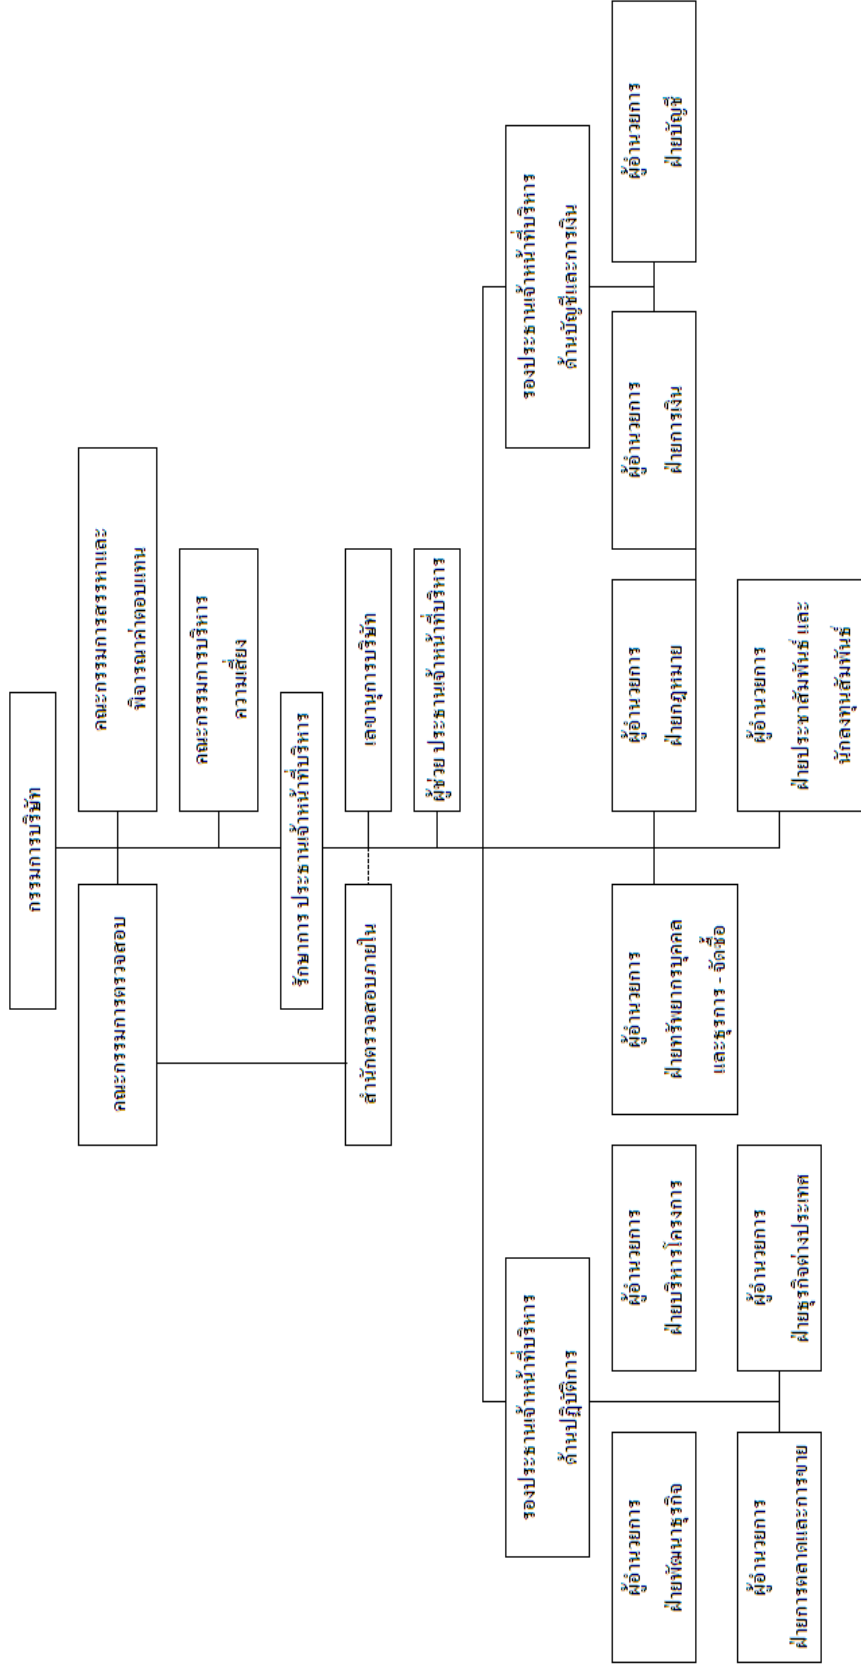 กรรมการบริษัท
คณะกรรมการตรวจสอบ
คณะกรรมการสรรหาและ
พิจารณาค่าตอบแทน
คณะกรรมการบริหาร
ความเสี่ยง
รักษาการ ประธานเจ้าหน้าที่บริหาร
สำนักตรวจสอบภายใน
เลขานุการบริษัท
ผู้ช่วย ประธานเจ้าหน้าที่บริหาร
รองประธานเจ้าหน้าที่บริหาร
ด้านปฏิบัติการ
รองประธานเจ้าหน้าที่บริหาร
ด้านบัญชีและการเงิน
ผู้อำนวยการ
ฝ่ายพัฒนาธุรกิจ
ผู้อำนวยการ
ฝ่ายบริหารโครงการ
ผู้อำนวยการ
ฝ่ายทรัพยากรบุคคล
และธุรการ - จัดซื้อ
ผู้อำนวยการ
ฝ่ายกฎหมาย
ผู้อำนวยการ
ฝ่ายการเงิน
ผู้อำนวยการ
ฝ่ายบัญชี
ผู้อำนวยการ
ฝ่ายการตลาดและการขาย
ผู้อำนวยการ
ฝ่ายธุรกิจต่างประเทศ
ผู้อำนวยการ
ฝ่ายประชาสัมพันธ์ และ
นักลงทุนสัมพันธ์